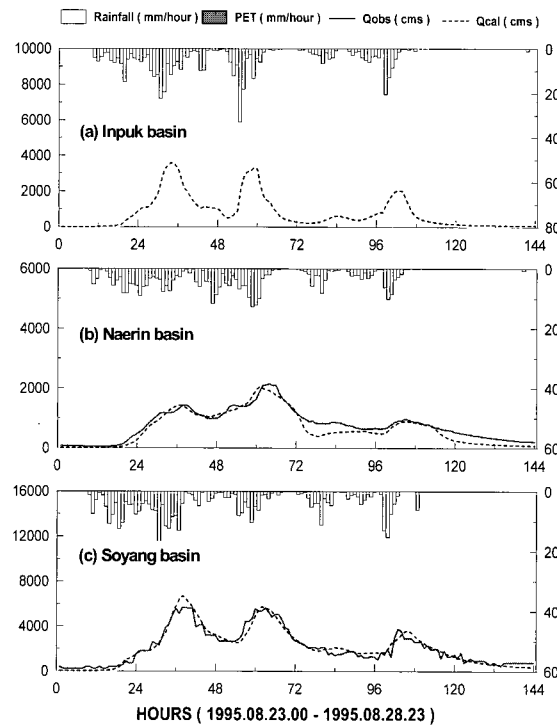 Rainfall ( mm/hour) PET ( mm/hour) Qobs ( cms) Qcal ( cms)
10000 0
8000 20
6000
(a) Inpuk basin 40
4000
2000 60
0 80
0 24 48 72 96 120 144
6000 0
4000 20
(b) Naerin basin
2000 40
0 60
0 24 48 72 96 120 144
16000 0
12000 20
(c) Soyang basin
8000
4000 40
0 60
0 24 48 72 96 120 144
HOURS ( 1995.08.23.00 - 1995.08.28.23 )